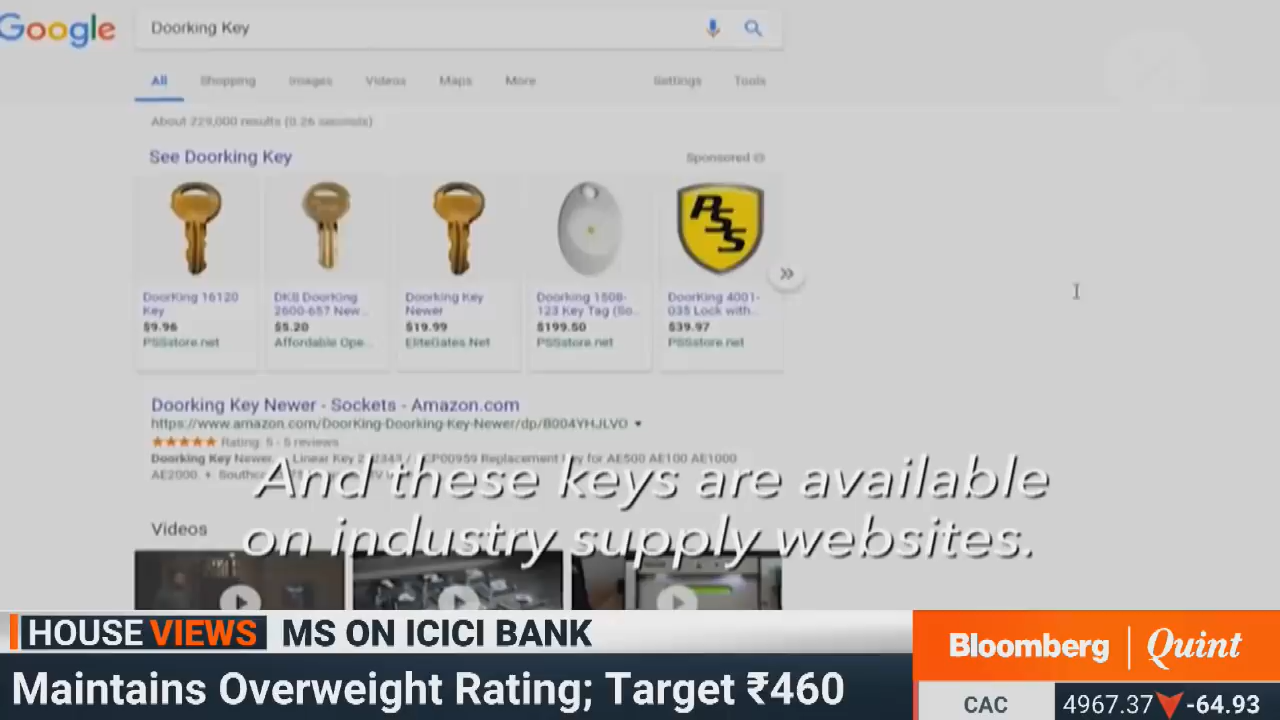 Google
Doorking Key
All Shopping Images Videos Maps More Settings Tools
About 229,000 results (0.26 seconds)
See Doorking Key
Sponsored
PSS
DoorKing 16120
Key
$9.96
PSSstore.net
DKS DoorKing
2600-657 New...
$5.20
Affordable Ope...
Doorking Key
Newer
$19.99
EliteGates.Net
Doorking 1508-
123 Key Tag (So...
$199.50
PSSstore.net
DoorKing 4001-
035 Lock with...
$39.97
PSSstore.net
Doorking Key Newer - Sockets - Amazon.com
https://www.amazon.com/DoorKing-Doorking-Key-Newer/dp/B004YHJLVO
Rating: 5 - 5 reviews
Doorking Key Newer, Linear Key Replacement Key for AE500 AE100 AE1000
AE2000
And these keys are available
on industry supply websites.
Videos
HOUSE VIEWS MS ON ICICI BANK
Maintains Overweight Rating; Target ₹460
Bloomberg | Quint
CAC 4967.37 -64.93